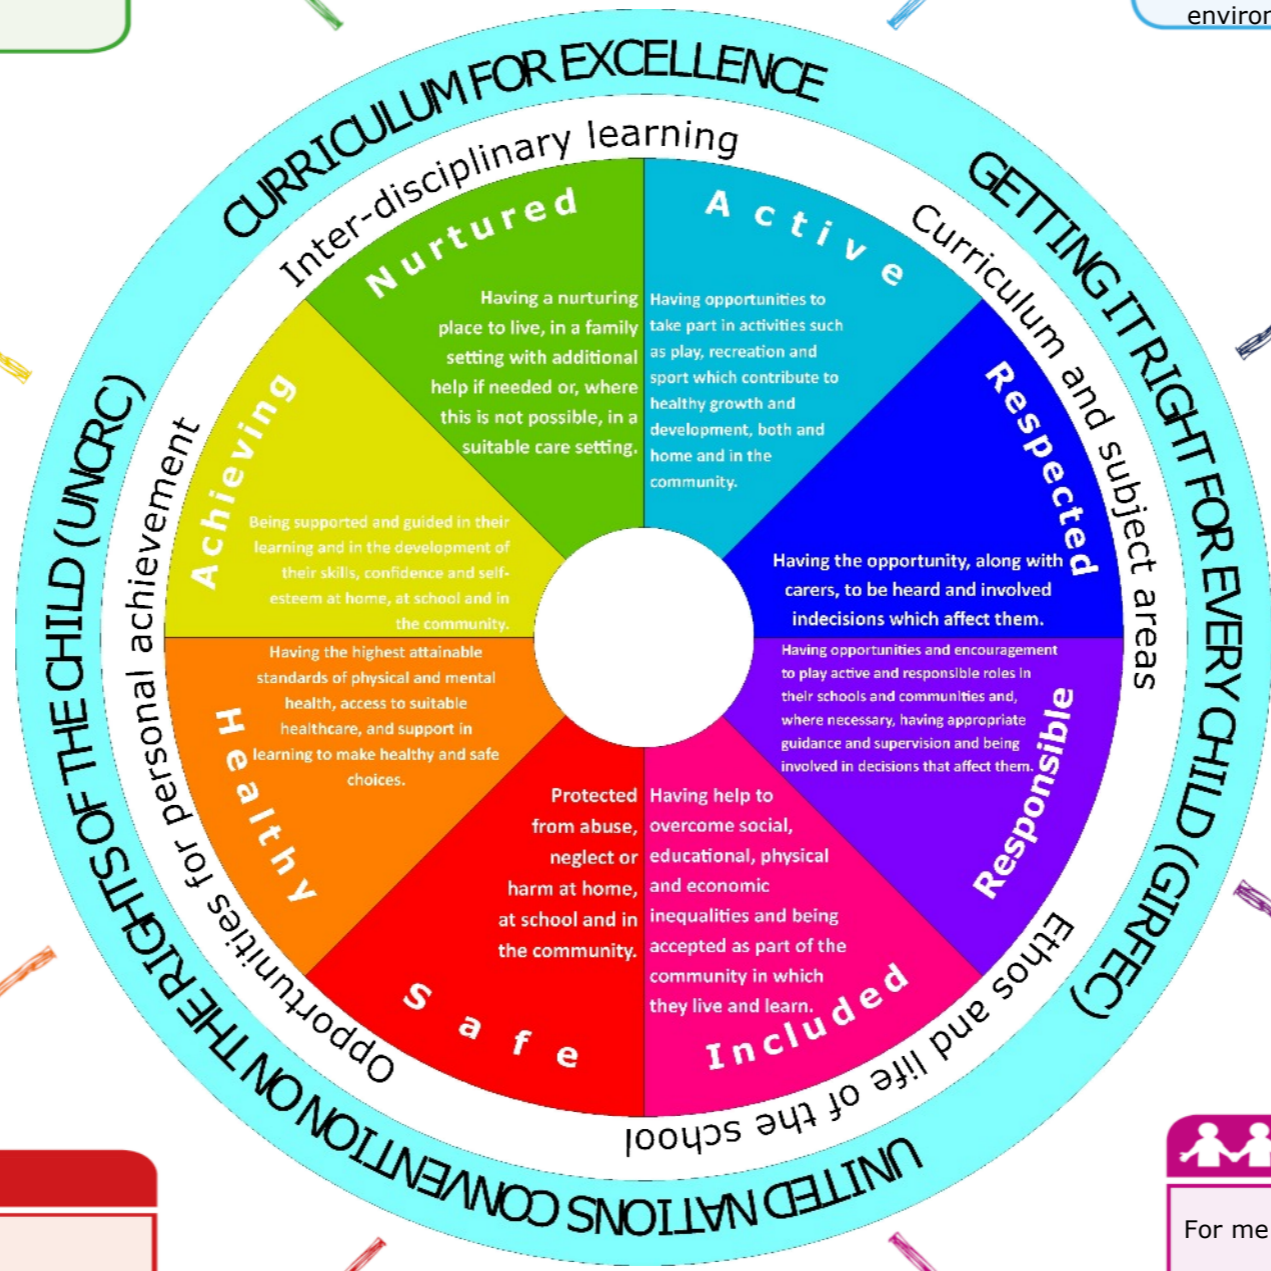 environ
CURRICULUM FOR EXCELLENCE
GETTING IT RIGHT FOR EVERY CHILD (GIRFEC)
UNITED NATIONS CONVENTION ON THE RIGHTS OF THE CHILD (UNCRC)
Inter-disciplinary learning
Curriculum and subject areas
Ethos and life of the school
Opportunities for personal achievement
Nurtured
Having a nurturing
place to live, in a family
setting with additional
help if needed or, where
this is not possible, in a
suitable care setting.
Active
Having opportunities to
take part in activities such
as play, recreation and
sport which contribute to
healthy growth and
development, both and
home and in the
community.
Respected
Having the opportunity, along with
carers, to be heard and involved
indecisions which affect them.
Responsible
Having opportunities and encouragement
to play active and responsible roles in
their schools and communities and,
where necessary, having appropriate
guidance and supervision and being
involved in decisions that affect them.
Included
Having help to
overcome social,
educational, physical
and economic
inequalities and being
accepted as part of the
community in which
they live and learn.
Safe
Protected
from abuse,
neglect or
harm at home,
at school and in
the community.
Healthy
Having the highest attainable
standards of physical and mental
health, access to suitable
healthcare, and support in
learning to make healthy and safe
choices.
Achieving
Being supported and guided in their
learning and in the development of
their skills, confidence and self-
esteem at home, at school and in
the community.
For me